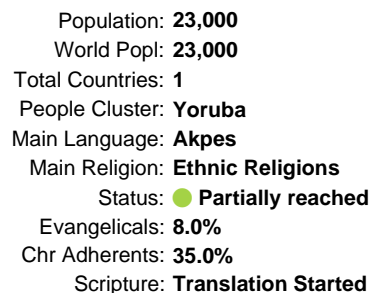 Population: 23,000
World Popl: 23,000
Total Countries: 1
People Cluster: Yoruba
Main Language: Akpes
Main Religion: Ethnic Religions
Status: Partially reached
Evangelicals: 8.0%
Chr Adherents: 35.0%
Scripture: Translation Started